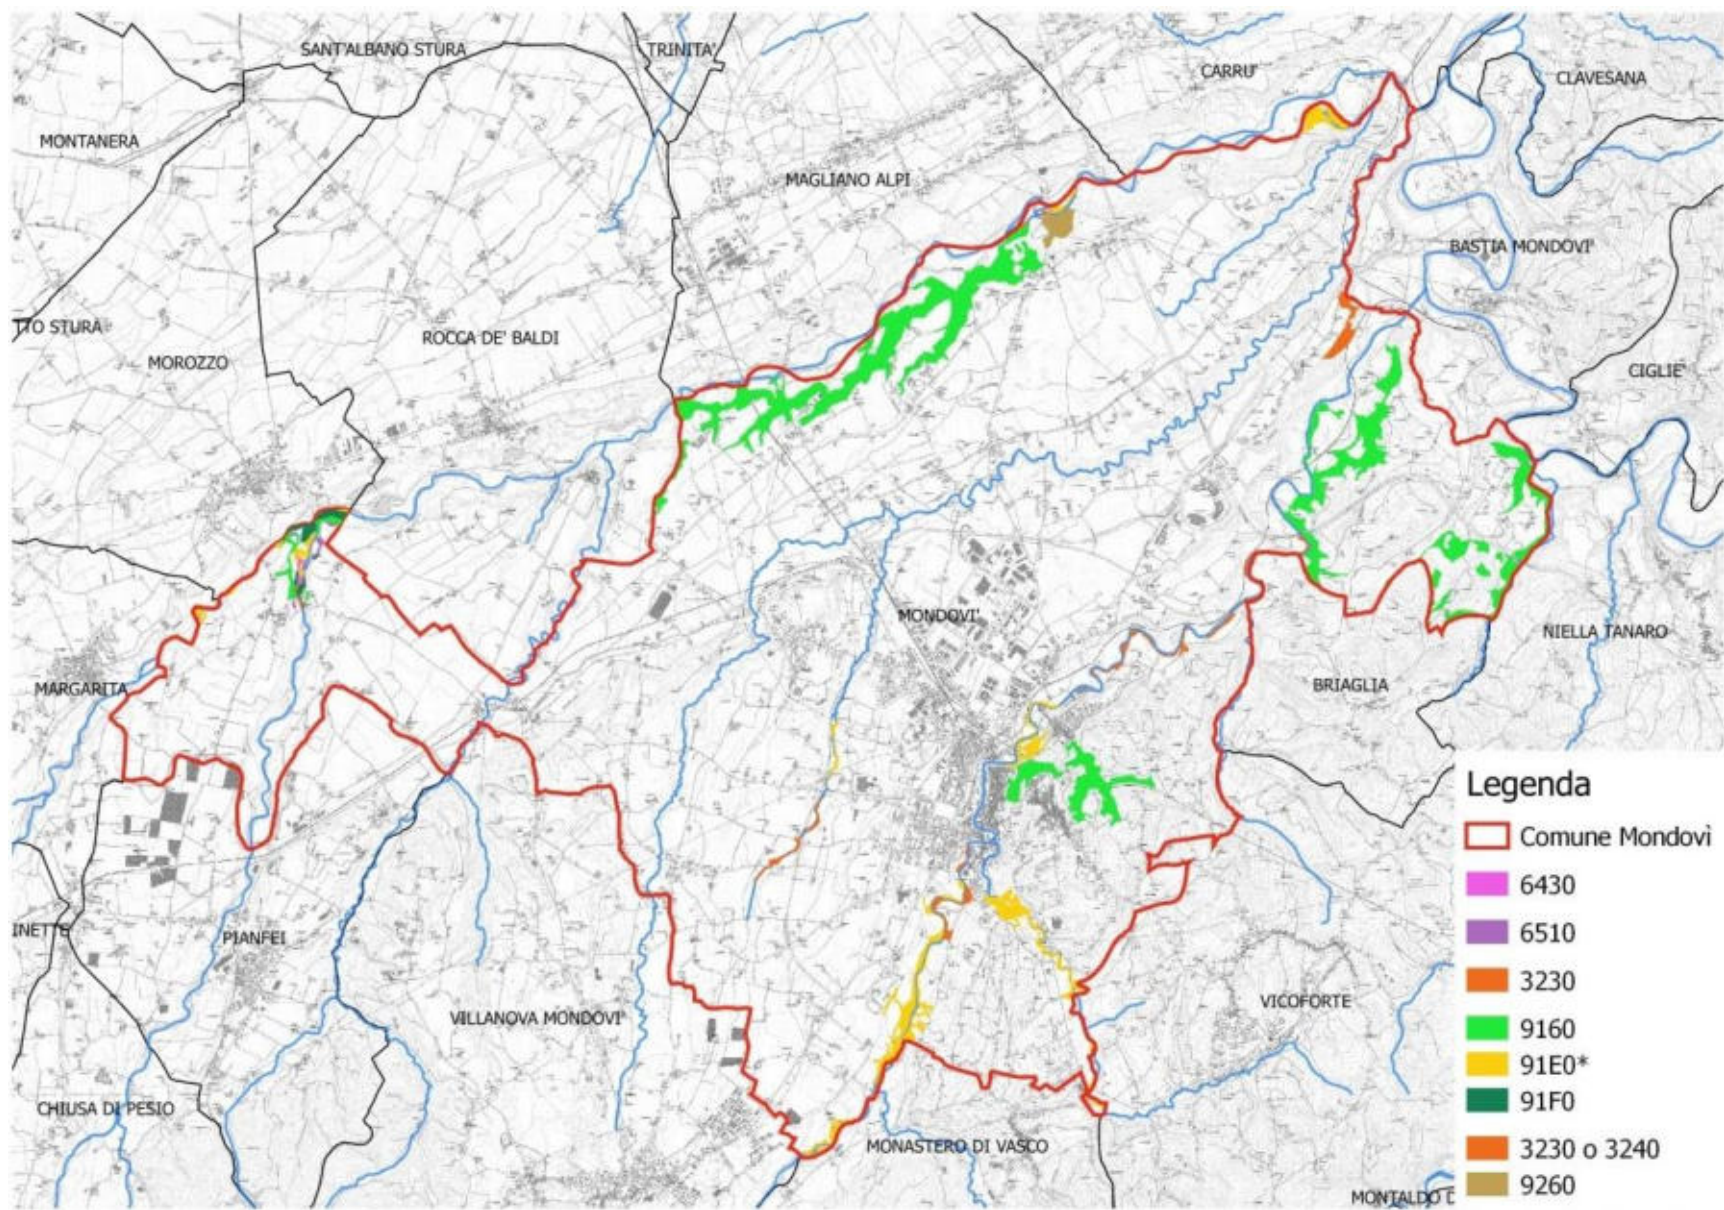 SANT'ALBANO STURA
TRINITA'
CARRU'
CLAVESANA
MONTANERA
MAGLIANO ALPI
BASTIA MONDOVI'
TTO STURA
ROCCA DE' BALDI
MOROZZO
CIGLIE'
MONDOVI'
NIELLA TANARO
MARGARITA
BRIAGLIA
INETTE
PIANFEI
VICOFORTE
VILLANOVA MONDOVI'
CHIUSA DI PESIO
MONASTERO DI VASCO
MONTALDO D
Legenda
Comune Mondovì
6430
6510
3230
9160
91E0*
91F0
3230 o 3240
9260